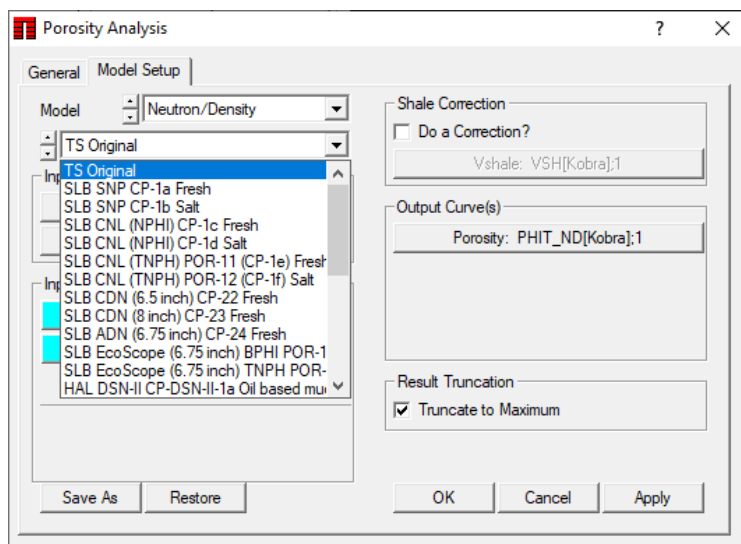 Porosity Analysis
?
General
Model Setup
Model
Neutron/Density
TS Original
TS Original
SLB SNP CP-1a Fresh
SLB SNP CP-1b Salt
SLB CNL (NPHI) CP-1c Fresh
SLB CNL (NPHI) CP-1d Salt
SLB CNL (TNPH) POR-11 (CP-1e) Fresh
SLB CNL (TNPH) POR-12 (CP-1f) Salt
SLB CDN (6.5 inch) CP-22 Fresh
SLB CDN (8 inch) CP-23 Fresh
SLB ADN (6.75 inch) CP-24 Fresh
SLB EcoScope (6.75 inch) BPHI POR-1
SLB EcoScope (6.75 inch) TNPH POR-
HAL DSN-II CP-DSN-II-1a Oil based mu
Inp
Inp
Shale Correction
Do a Correction?
Vshale: VSH[Kobra];1
Output Curve(s)
Porosity: PHIT_ND[Kobra];1
Result Truncation
Truncate to Maximum
Save As
Restore
OK
Cancel
Apply